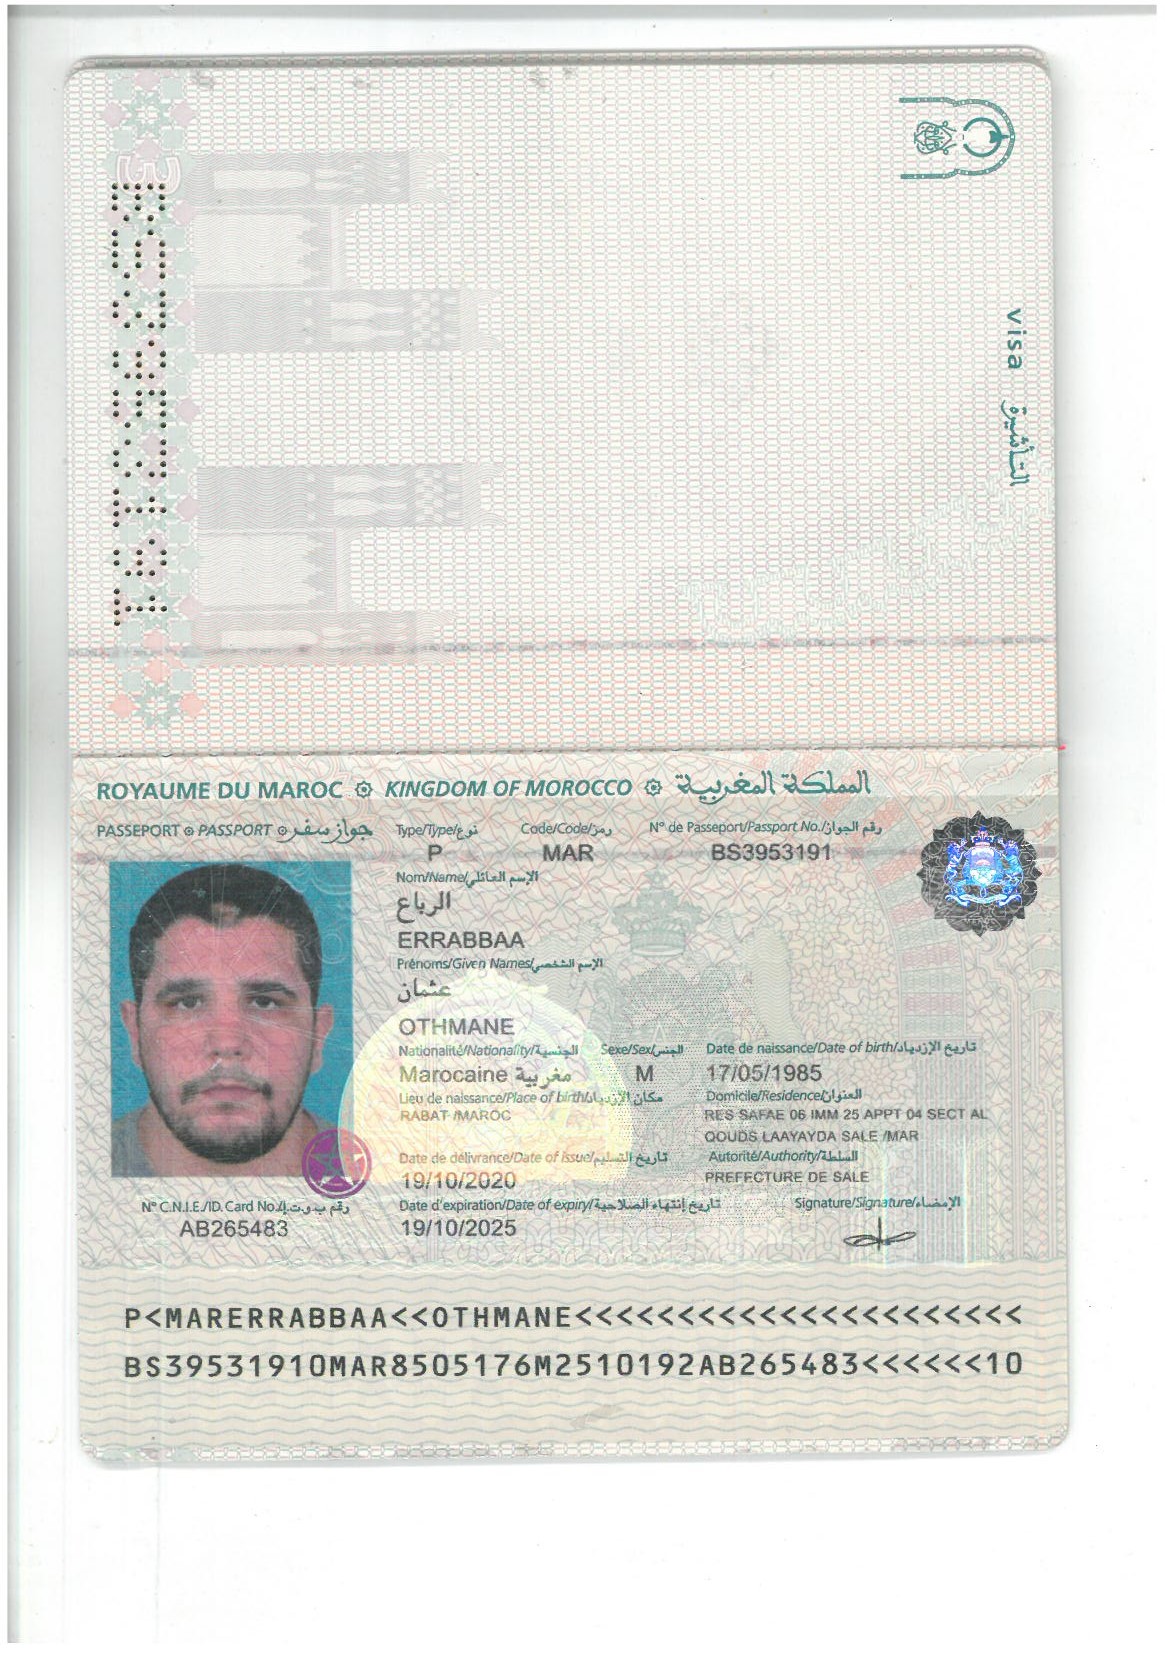 BS3953191
visa التأشيرة
ROYAUME DU MAROC KINGDOM OF MOROCCO المملكة المغربية
PASSEPORT PASSPORT جواز سفر
Type/Type/نوع Code/Code/رمز N° de Passeport/Passport No./رقم الجواز
P MAR BS3953191
Nom/Name/الإسم العائلي
الرباع
ERRABBAA
Prénoms/Given Names/الإسم الشخصي
عثمان
OTHMANE
Nationalité/Nationality/الجنسية Sexe/Sex/الجنس Date de naissance/Date of birth/تاريخ الإزدياد
Marocaine مغربية M 17/05/1985
Lieu de naissance/Place of birth/مكان الإزدياد Domicile/Residence/العنوان
RABAT /MAROC RES SAFAE 06 IMM 25 APPT 04 SECT AL
QOUDS LAAYAYDA SALE /MAR
Date de délivrance/Date of issue/تاريخ التسليم Autorité/Authority/السلطة
19/10/2020 PREFECTURE DE SALE
N° C.N.I.E./ID. Card No./رقم ب.و.ت.إ Date d'expiration/Date of expiry/تاريخ إنتهاء الصلاحية Signature/Signature/الإمضاء
AB265483 19/10/2025
P<MARERRABBAA<<OTHMANE<<<<<<<<<<<<<<<<<<<<<<
BS39531910MAR8505176M2510192AB265483<<<<<<10